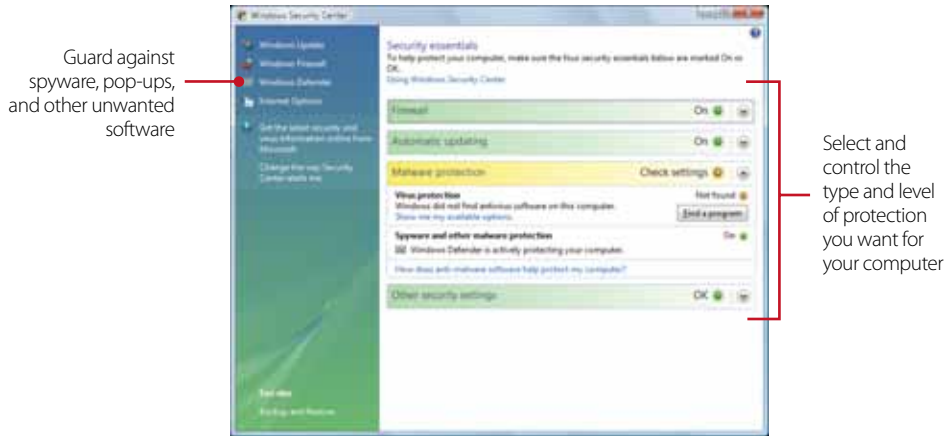 Guard against
spyware, pop-ups,
and other unwanted
software
Windows Security Center
Windows Update
Windows Firewall
Windows Defender
Internet Options
Get the latest security and
virus information online from
Microsoft
Change the way Security
Center alerts me
See also
Backup and Restore
Security essentials
To help protect your computer, make sure the four security essentials below are marked On or
OK.
Using Windows Security Center
Firewall
On
Automatic updating
On
Malware protection
Check settings
Virus protection
Not found
Windows did not find antivirus software on this computer.
Show me my available options.
Find a program
Spyware and other malware protection
On
Windows Defender is actively protecting your computer.
How does anti-malware software help protect my computer?
Other security settings
OK
Select and
control the
type and level
of protection
you want for
your computer